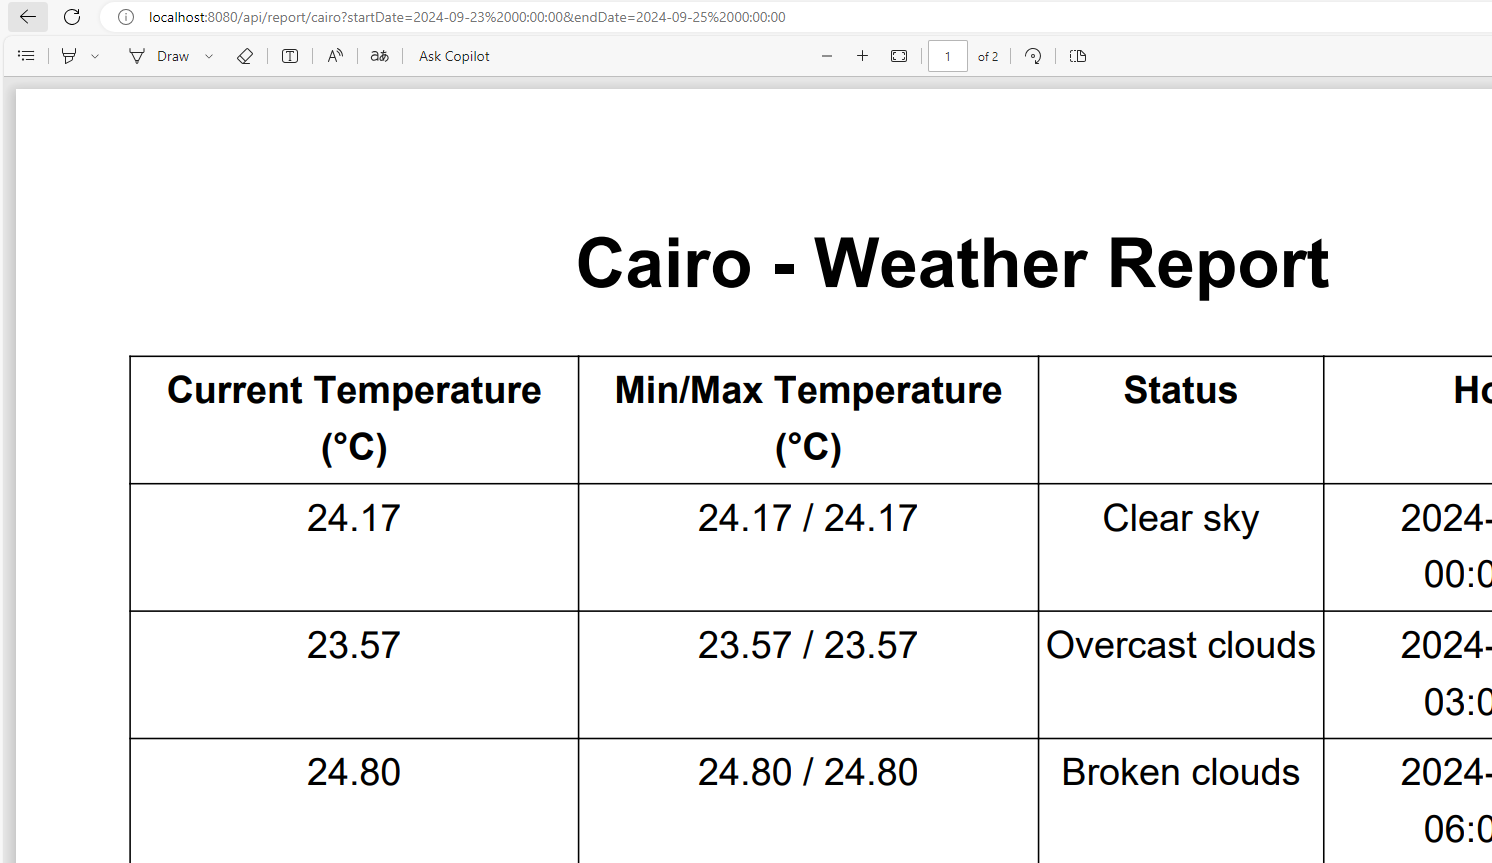 localhost:8080/api/report/cairo?startDate=2024-09-23%2000:00:00&endDate=2024-09-25%2000:00:00
Draw
aあ
Ask Copilot
1 of 2
Cairo - Weather Report
Current Temperature (°C)
Min/Max Temperature (°C)
Status
Ho
24.17
24.17 / 24.17
Clear sky
2024-
00:0
23.57
23.57 / 23.57
Overcast clouds
2024-
03:0
24.80
24.80 / 24.80
Broken clouds
2024-
06:0